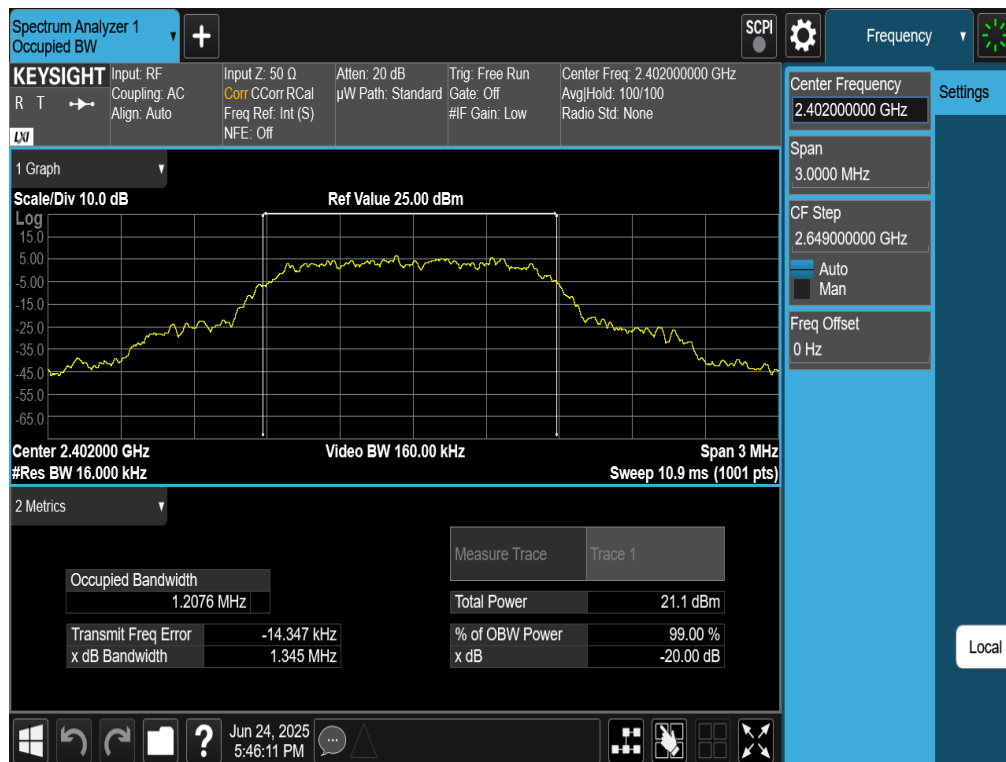 Spectrum Analyzer 1
Occupied BW
+
SCPI
Frequency
KEYSIGHT
R T
LXI
Input: RF
Coupling: AC
Align: Auto
Input Z: 50 Ω
Corr CCorr RCal
Freq Ref: Int (S)
NFE: Off
Atten: 20 dB
µW Path: Standard
Trig: Free Run
Gate: Off
#IF Gain: Low
Center Freq: 2.402000000 GHz
Avg|Hold: 100/100
Radio Std: None
Center Frequency
2.402000000 GHz
Settings
Span
3.0000 MHz
CF Step
2.649000000 GHz
Auto
Man
Freq Offset
0 Hz
Local
1 Graph
Scale/Div 10.0 dB
Ref Value 25.00 dBm
Log
15.0
5.00
-5.00
-15.0
-25.0
-35.0
-45.0
-55.0
-65.0
Center 2.402000 GHz
Video BW 160.00 kHz
Span 3 MHz
#Res BW 16.000 kHz
Sweep 10.9 ms (1001 pts)
2 Metrics
Measure Trace
Trace 1
Occupied Bandwidth
1.2076 MHz
Total Power
21.1 dBm
Transmit Freq Error
-14.347 kHz
% of OBW Power
99.00 %
x dB Bandwidth
1.345 MHz
x dB
-20.00 dB
?
Jun 24, 2025
5:46:11 PM